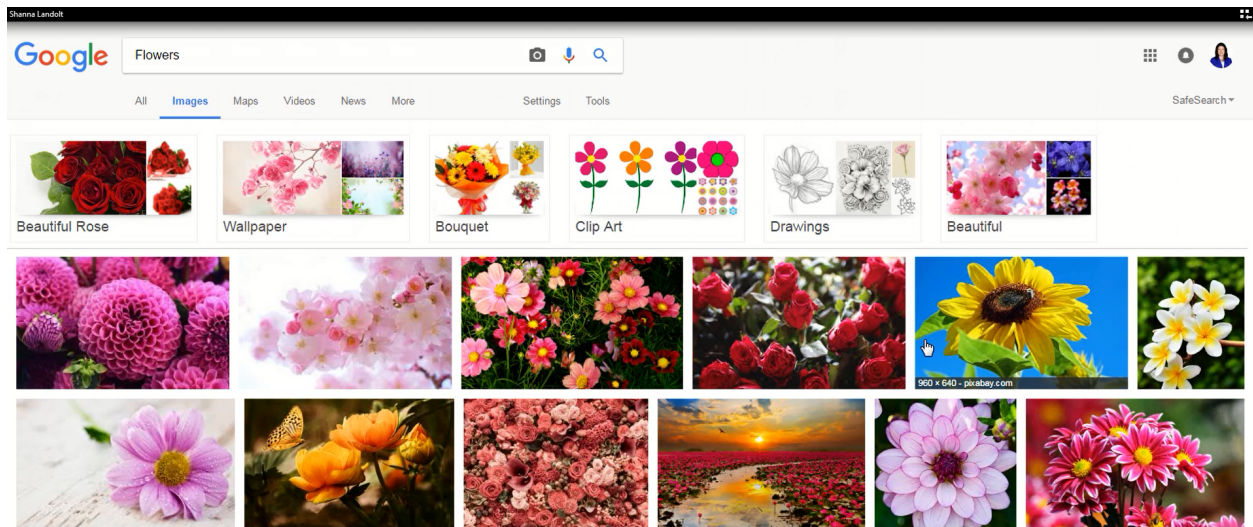 Shanna Landolt
Google Flowers
All Images Maps Videos News More Settings Tools SafeSearch
Beautiful Rose Wallpaper Bouquet Clip Art Drawings Beautiful
960 × 640 - pixabay.com